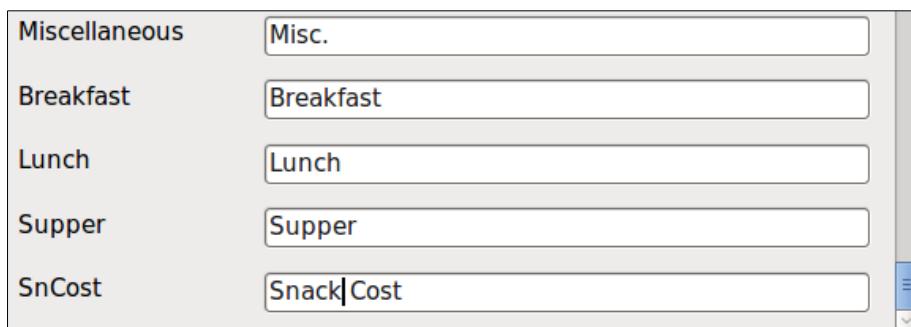 Miscellaneous Misc.
Breakfast Breakfast
Lunch Lunch
Supper Supper
SnCost Snack Cost